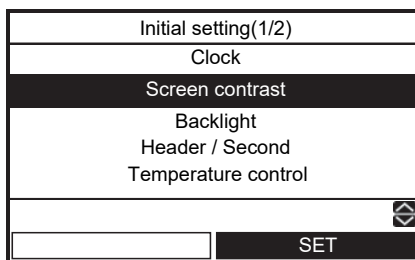 Initial setting(1/2)
Clock
Screen contrast
Backlight
Header / Second
Temperature control
SET